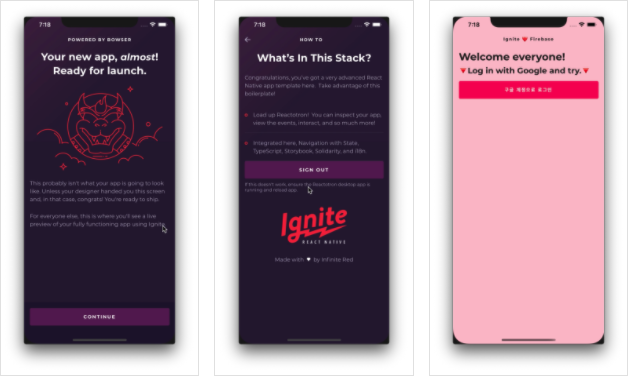 7:18
POWERED BY BOWSER
Your new app, almost!
Ready for launch.
This probably isn't what your app is going to look
like. Unless your designer handed you this screen
and, in that case, congrats! You're ready to ship.
For everyone else, this is where you'll see a live
preview of your fully functioning app using Ignite.
CONTINUE
7:18
HOW TO
What's In This Stack?
Congratulations, you've got a very advanced React
Native app template here. Take advantage of this
boilerplate!
Load up Reactotron! You can inspect your app,
view the events, interact, and so much more!
Integrated here, Navigation with State,
TypeScript, Storybook, Solidarity, and i18n.
SIGN OUT
If this doesn't work, ensure the Reactotron desktop app is
running and reload app.
Ignite
REACT NATIVE
Made with ❤ by Infinite Red
7:18
Ignite ❤ Firebase
Welcome everyone!
🔻Log in with Google and try.🔻
구글 계정으로 로그인